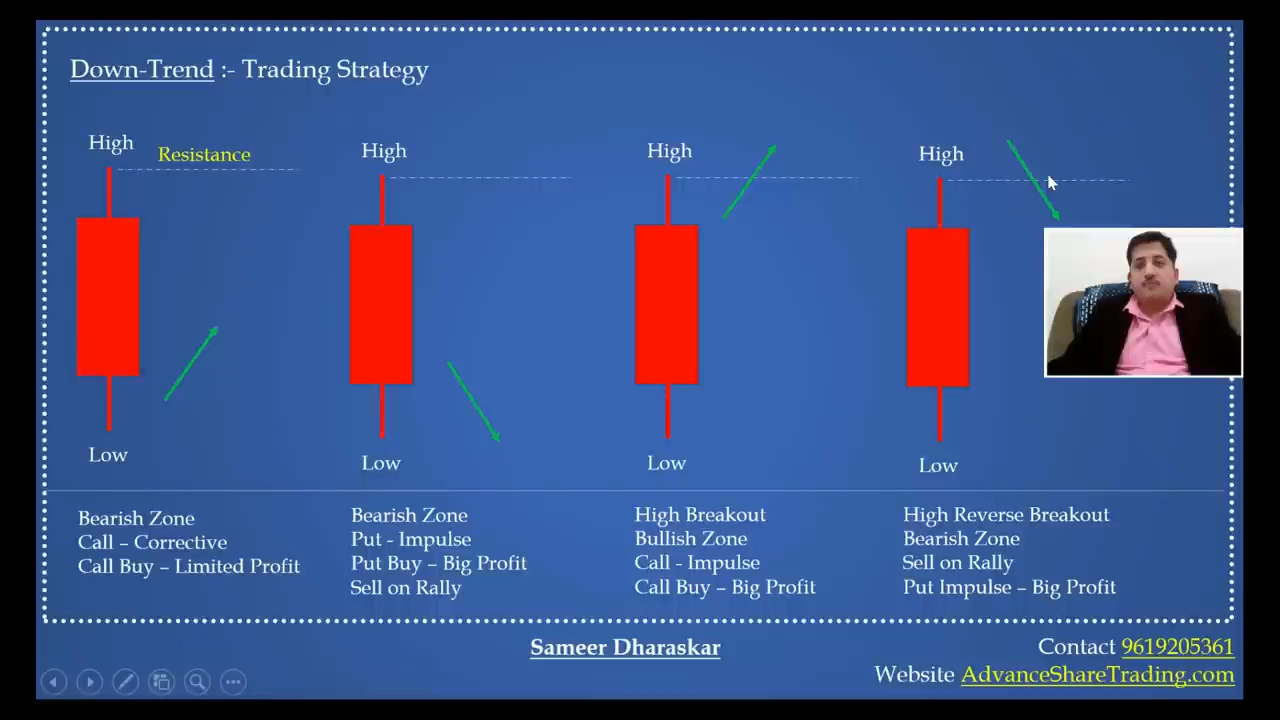 Down-Trend :- Trading Strategy
High
Resistance
High
High
High
Low
Low
Low
Low
Bearish Zone
Call – Corrective
Call Buy – Limited Profit
Bearish Zone
Put - Impulse
Put Buy – Big Profit
Sell on Rally
High Breakout
Bullish Zone
Call - Impulse
Call Buy – Big Profit
High Reverse Breakout
Bearish Zone
Sell on Rally
Put Impulse – Big Profit
Sameer Dharaskar
Contact 9619205361
Website AdvanceShareTrading.com